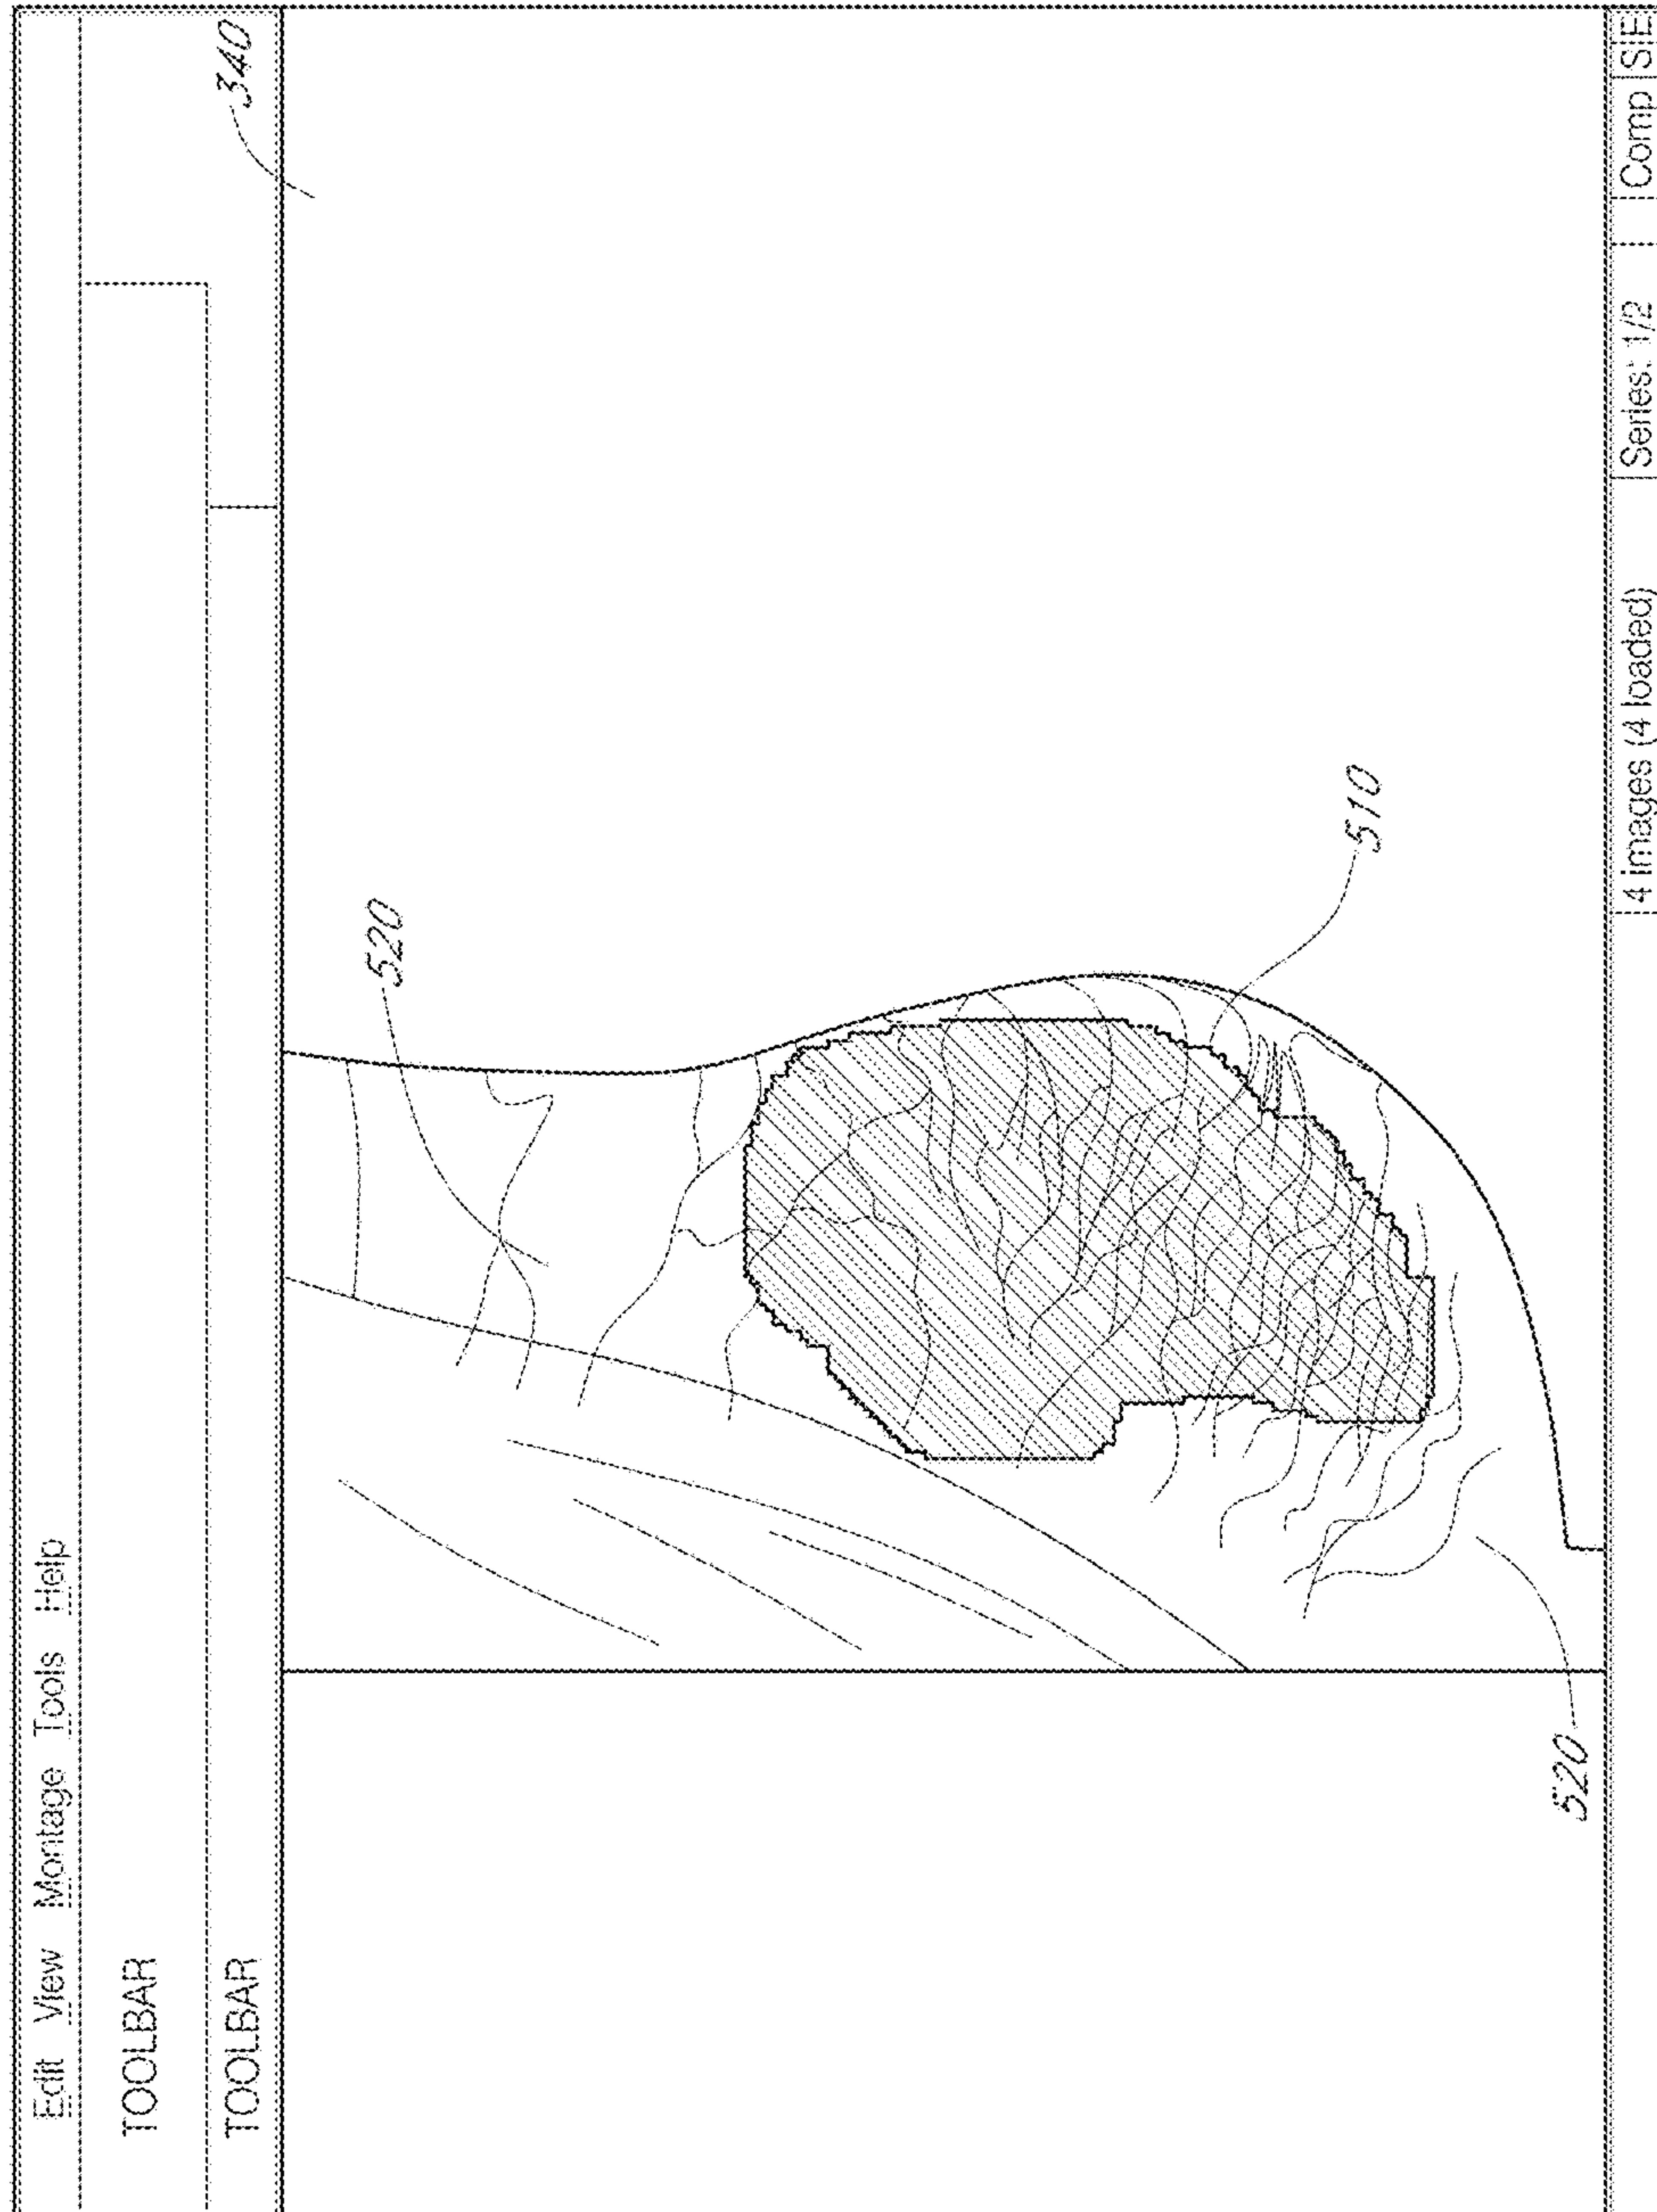 Edit View Montage Tools Help
TOOLBAR
TOOLBAR
340
520
510
520
4 images (4 loaded) Series: 1/2 Comp S E